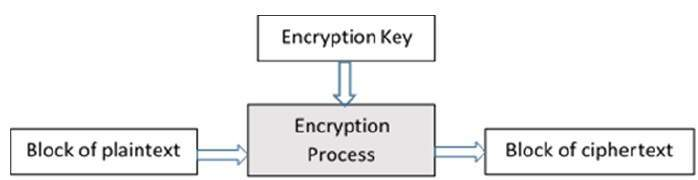 Encryption Key
Encryption
Process
Block of plaintext
Block of ciphertext